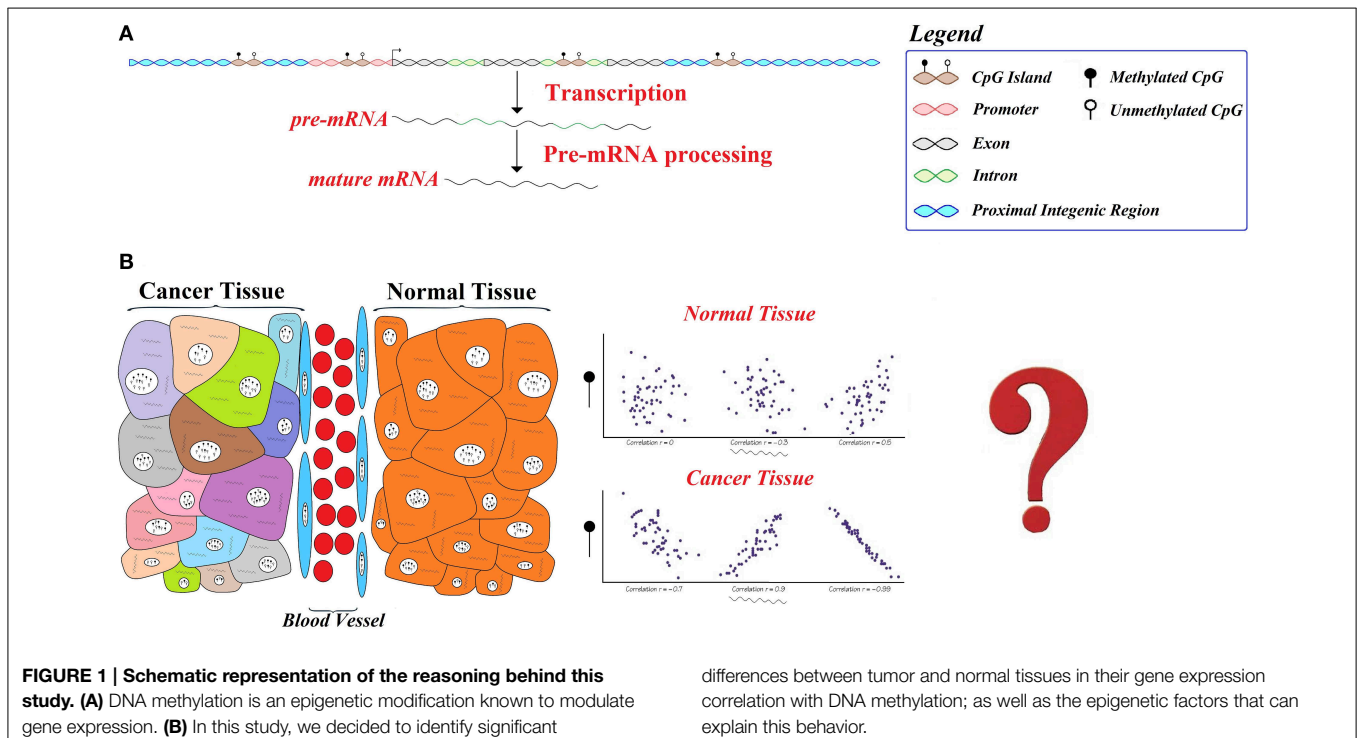 A
Transcription
pre-mRNA
Pre-mRNA processing
mature mRNA
Legend
CpG Island
Methylated CpG
Promoter
Unmethylated CpG
Exon
Intron
Proximal Integenic Region
B
Cancer Tissue
Normal Tissue
Blood Vessel
Normal Tissue
Correlation r = 0
Correlation r = -0.3
Correlation r = 0.5
Cancer Tissue
Correlation r = -0.7
Correlation r = 0.9
Correlation r = -0.99
FIGURE 1 | Schematic representation of the reasoning behind this
study. (A) DNA methylation is an epigenetic modification known to modulate
gene expression. (B) In this study, we decided to identify significant
differences between tumor and normal tissues in their gene expression
correlation with DNA methylation; as well as the epigenetic factors that can
explain this behavior.